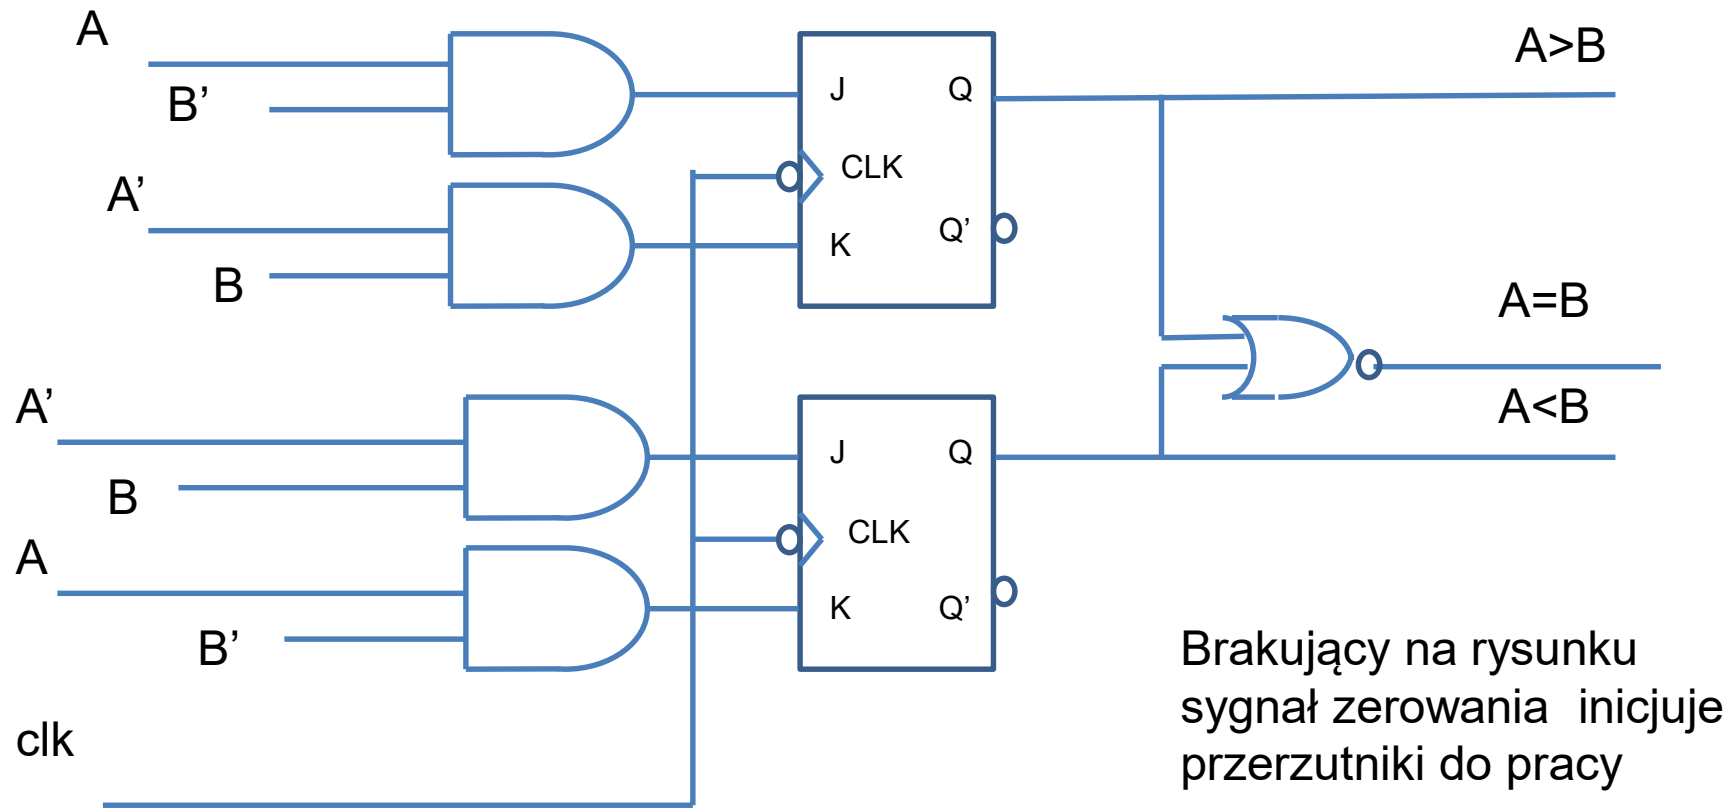 A
B’
A’
B
J
Q
CLK
K
Q’
A>B
A=B
A<B
A’
B
A
B’
J
Q
CLK
K
Q’
clk
Brakujący na rysunku
sygnał zerowania inicjuje
przerzutniki do pracy